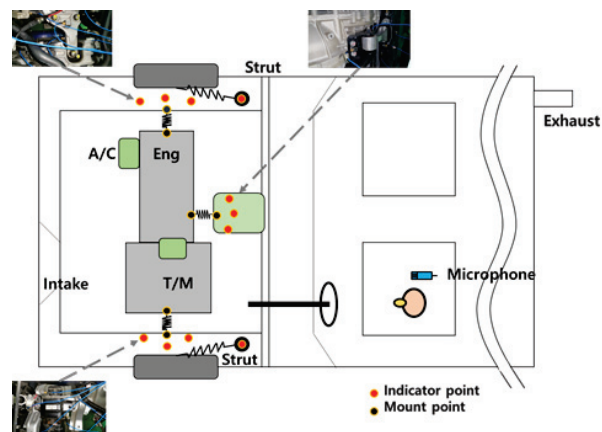 Strut
Exhaust
A/C
Eng
Microphone
Intake
T/M
Strut
Indicator point
Mount point